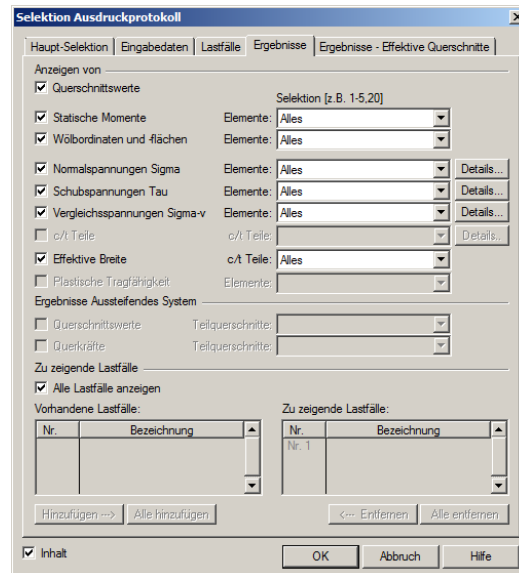 Selektion Ausdruckprotokoll
Haupt-Selektion Eingabedaten Lastfälle Ergebnisse Ergebnisse - Effektive Querschnitte
Anzeigen von
Querschnittswerte
Selektion [z.B. 1-5,20]
Statische Momente Elemente: Alles
Wölbordinaten und -flächen Elemente: Alles
Normalspannungen Sigma Elemente: Alles Details...
Schubspannungen Tau Elemente: Alles Details...
Vergleichsspannungen Sigma-v Elemente: Alles Details...
c/t Teile c/t Teile: Details...
Effektive Breite c/t Teile: Alles
Plastische Tragfähigkeit Elemente:
Ergebnisse Aussteifendes System
Querschnittswerte Teilquerschnitte:
Querkräfte Teilquerschnitte:
Zu zeigende Lastfälle
Alle Lastfälle anzeigen
Vorhandene Lastfälle: Zu zeigende Lastfälle:
Nr. Bezeichnung Nr. Bezeichnung
Nr. 1
Hinzufügen ---> Alle hinzufügen <--- Entfernen Alle entfernen
Inhalt OK Abbruch Hilfe